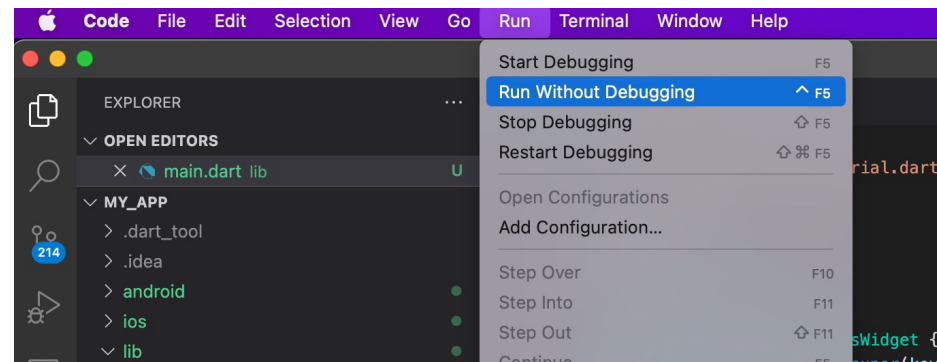 Code File Edit Selection View Go Run Terminal Window Help
EXPLORER ...
OPEN EDITORS
main.dart lib U
MY_APP
.dart_tool
.idea
android
ios
lib
214
Start Debugging F5
Run Without Debugging ^ F5
Stop Debugging ⇧ F5
Restart Debugging ⇧ ⌘ F5
Open Configurations
Add Configuration...
Step Over F10
Step Into F11
Step Out ⇧ F11
Continue F5
rial.dart
sWidget {